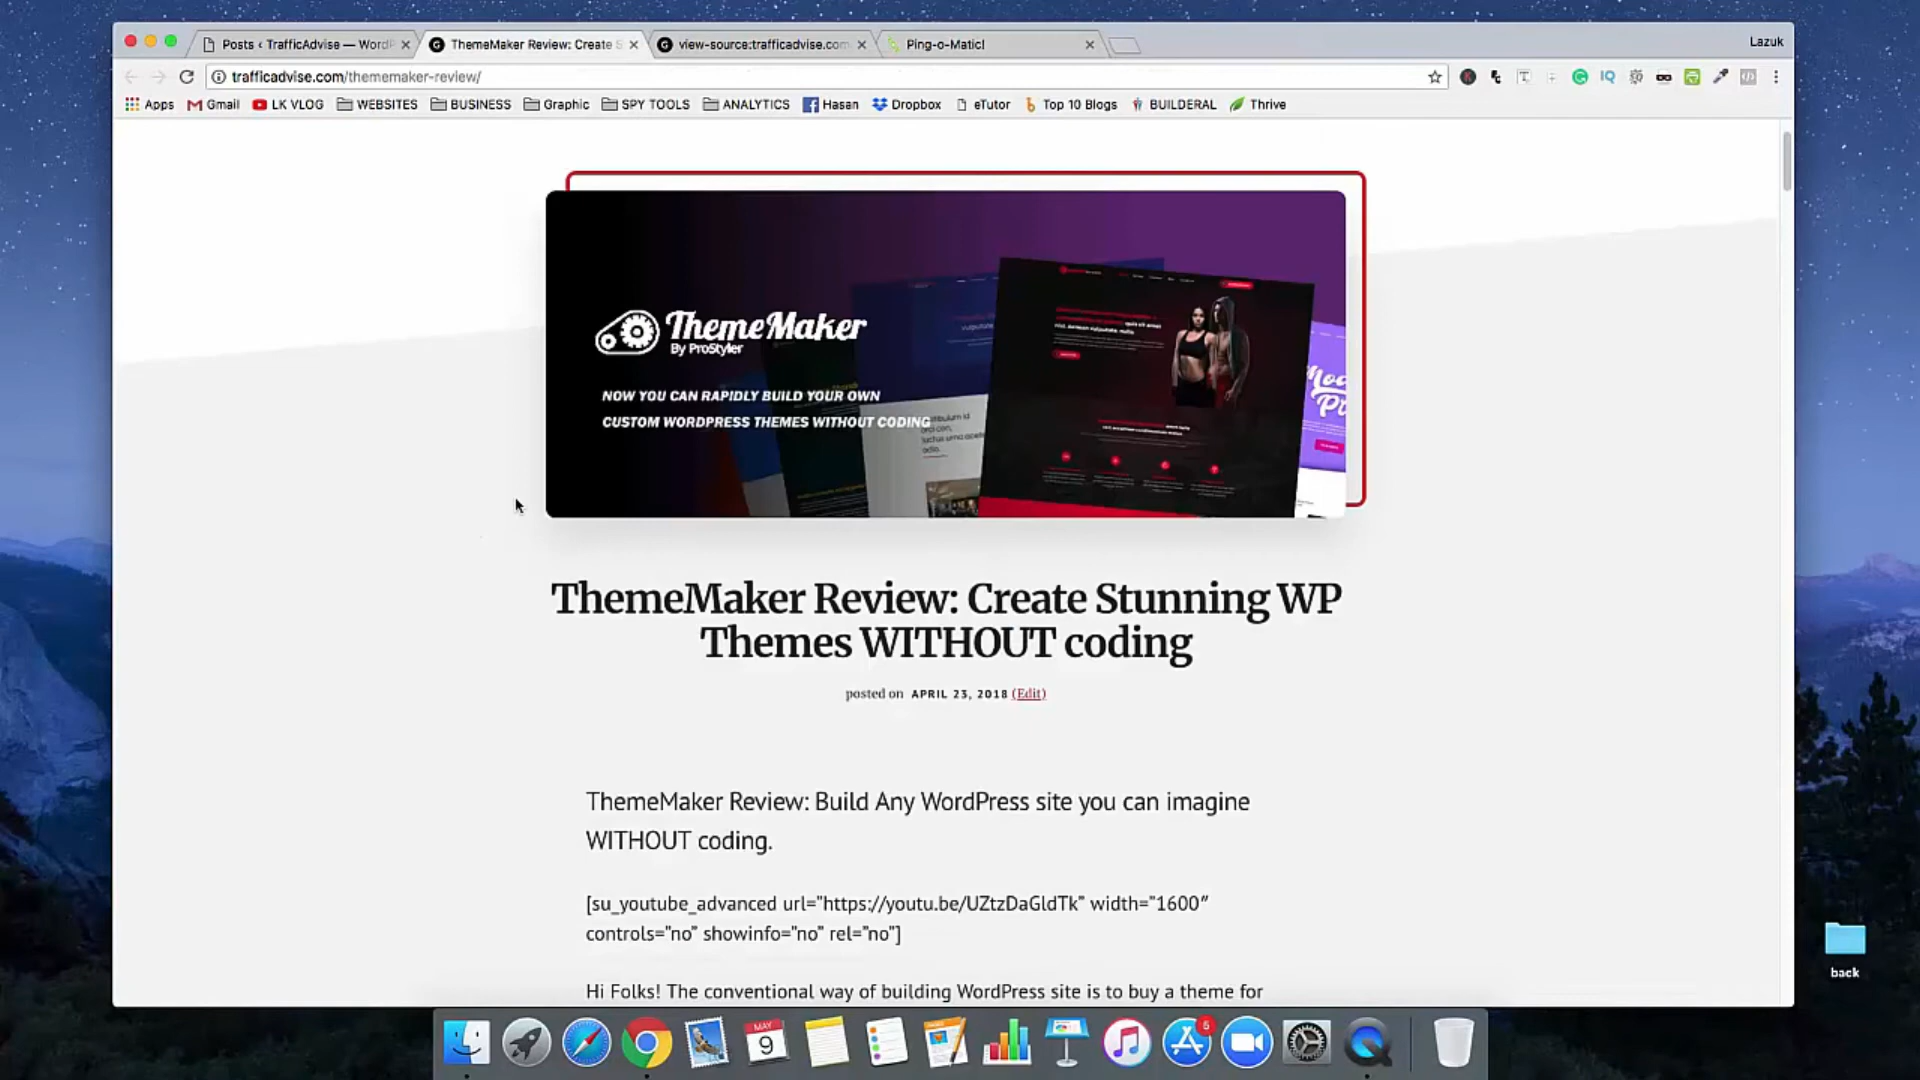 Posts ‹ TrafficAdvise — WordP
ThemeMaker Review: Create S
view-source:trafficadvise.com
Ping-o-Matic!
Lazuk
trafficadvise.com/thememaker-review/
Apps
Gmail
LK VLOG
WEBSITES
BUSINESS
Graphic
SPY TOOLS
ANALYTICS
Hasan
Dropbox
eTutor
Top 10 Blogs
BUILDERAL
Thrive
ThemeMaker
By ProStyler
NOW YOU CAN RAPIDLY BUILD YOUR OWN
CUSTOM WORDPRESS THEMES WITHOUT CODING
ThemeMaker Review: Create Stunning WP
Themes WITHOUT coding
posted on APRIL 23, 2018 (Edit)
ThemeMaker Review: Build Any WordPress site you can imagine
WITHOUT coding.
[su_youtube_advanced url="https://youtu.be/UZtzDaGldTk" width="1600″
controls="no" showinfo="no" rel="no"]
Hi Folks! The conventional way of building WordPress site is to buy a theme for
back
MAY
9
5